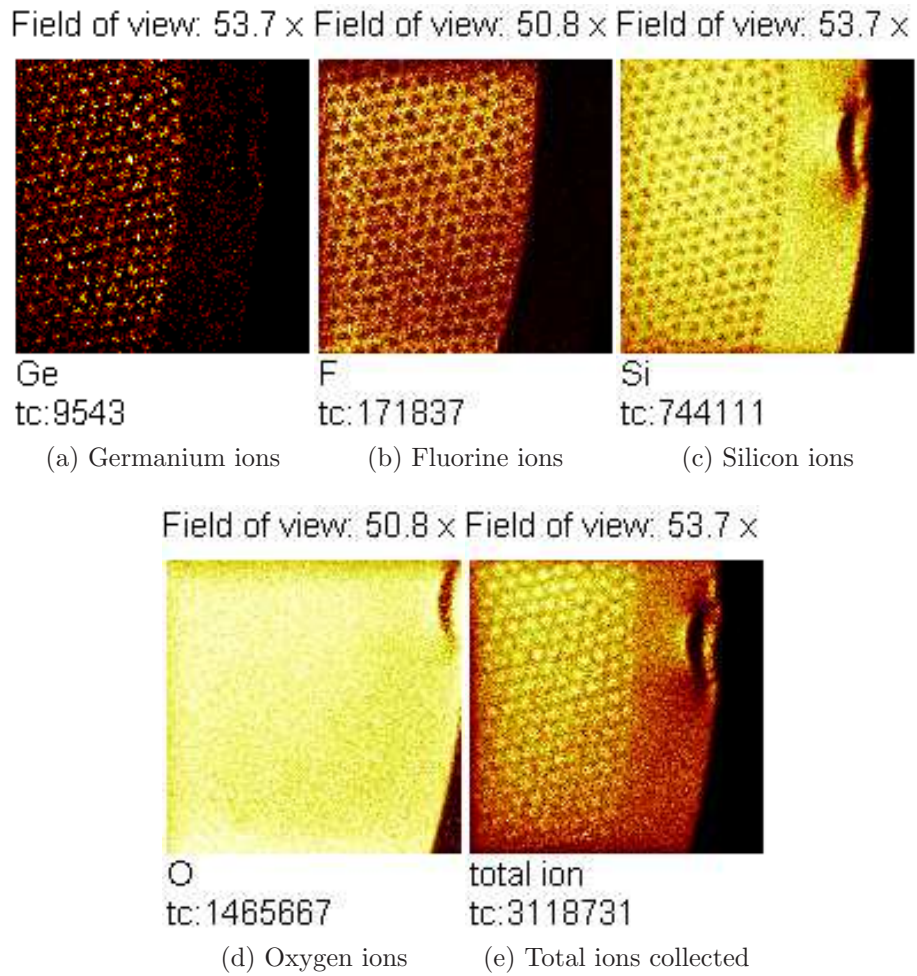 Field of view: 53.7 × Field of view: 50.8 × Field of view: 53.7 ×
Ge F Si
tc:9543 tc:171837 tc:744111
(a) Germanium ions (b) Fluorine ions (c) Silicon ions
Field of view: 50.8 × Field of view: 53.7 ×
O total ion
tc:1465667 tc:3118731
(d) Oxygen ions (e) Total ions collected